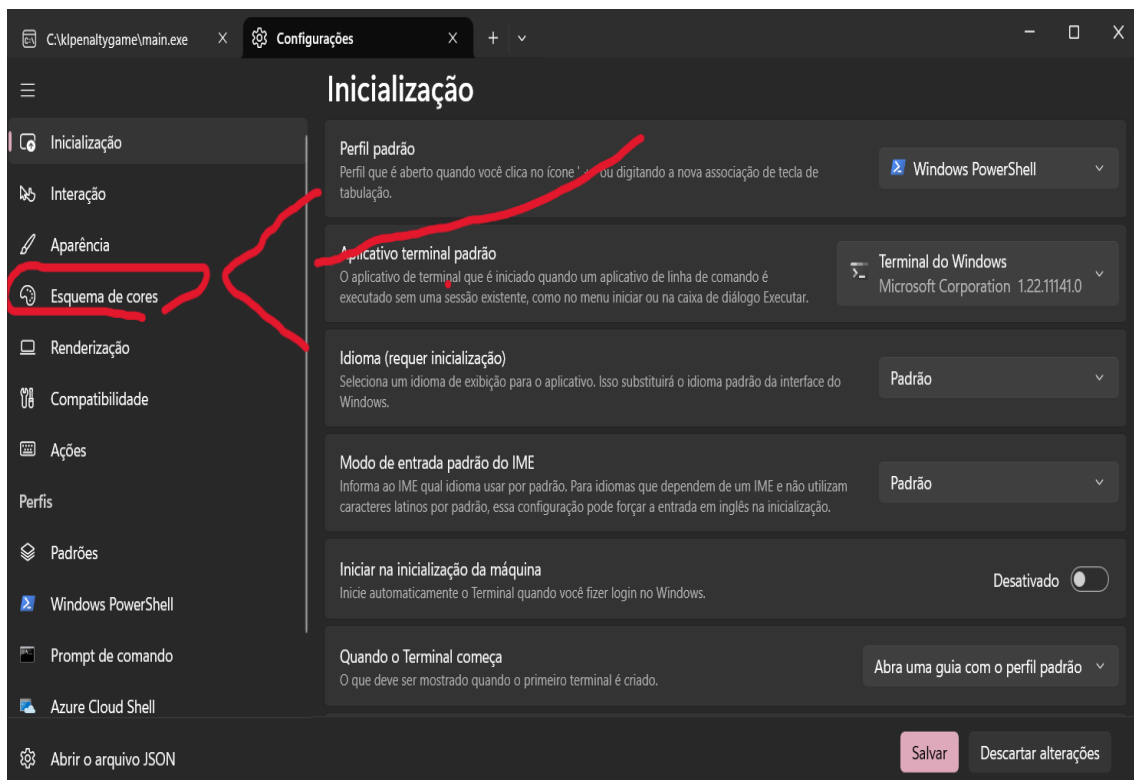 C:\klpenaltygame\main.exe
Configurações
Inicialização
Inicialização
Interação
Aparência
Esquema de cores
Renderização
Compatibilidade
Ações
Perfis
Padrões
Windows PowerShell
Prompt de comando
Azure Cloud Shell
Abrir o arquivo JSON
Perfil padrão
Perfil que é aberto quando você clica no ícone '+' ou digitando a nova associação de tecla de
tabulação.
Windows PowerShell
Aplicativo terminal padrão
O aplicativo de terminal que é iniciado quando um aplicativo de linha de comando é
executado sem uma sessão existente, como no menu iniciar ou na caixa de diálogo Executar.
Terminal do Windows
Microsoft Corporation 1.22.11141.0
Idioma (requer inicialização)
Seleciona um idioma de exibição para o aplicativo. Isso substituirá o idioma padrão da interface do
Windows.
Padrão
Modo de entrada padrão do IME
Informa ao IME qual idioma usar por padrão. Para idiomas que dependem de um IME e não utilizam
caracteres latinos por padrão, essa configuração pode forçar a entrada em inglês na inicialização.
Padrão
Iniciar na inicialização da máquina
Inicie automaticamente o Terminal quando você fizer login no Windows.
Desativado
Quando o Terminal começa
O que deve ser mostrado quando o primeiro terminal é criado.
Abra uma guia com o perfil padrão
Salvar
Descartar alterações